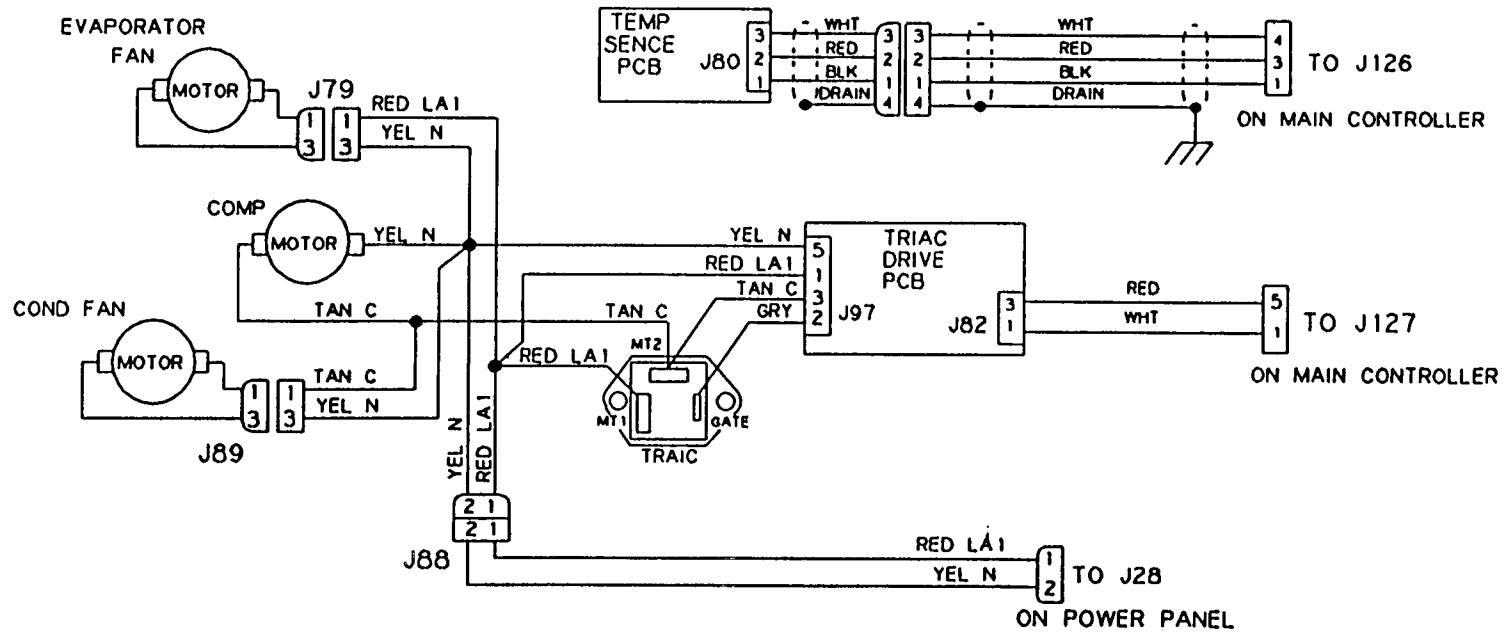 EVAPORATOR
FAN
MOTOR
J79
1
3
1
3
RED LA1
YEL N
COMP
MOTOR
YEL N
TAN C
COND FAN
MOTOR
1
3
1
3
TAN C
YEL N
J89
YEL N
RED LA1
2 1
2 1
J88
TEMP
SENCE
PCB
J80
3
2
1
WHT
RED
BLK
DRAIN
3
2
1
4
3
2
1
4
WHT
RED
BLK
DRAIN
4
3
1
TO J126
ON MAIN CONTROLLER
YEL N
RED LA1
TAN C
GRY
5
1
3
2
J97
TRIAC
DRIVE
PCB
J82
3
1
RED
WHT
5
1
TO J127
ON MAIN CONTROLLER
TAN C
MT2
RED LA1
MT1
GATE
TRAIC
RED LA1
YEL N
1
2
TO J28
ON POWER PANEL